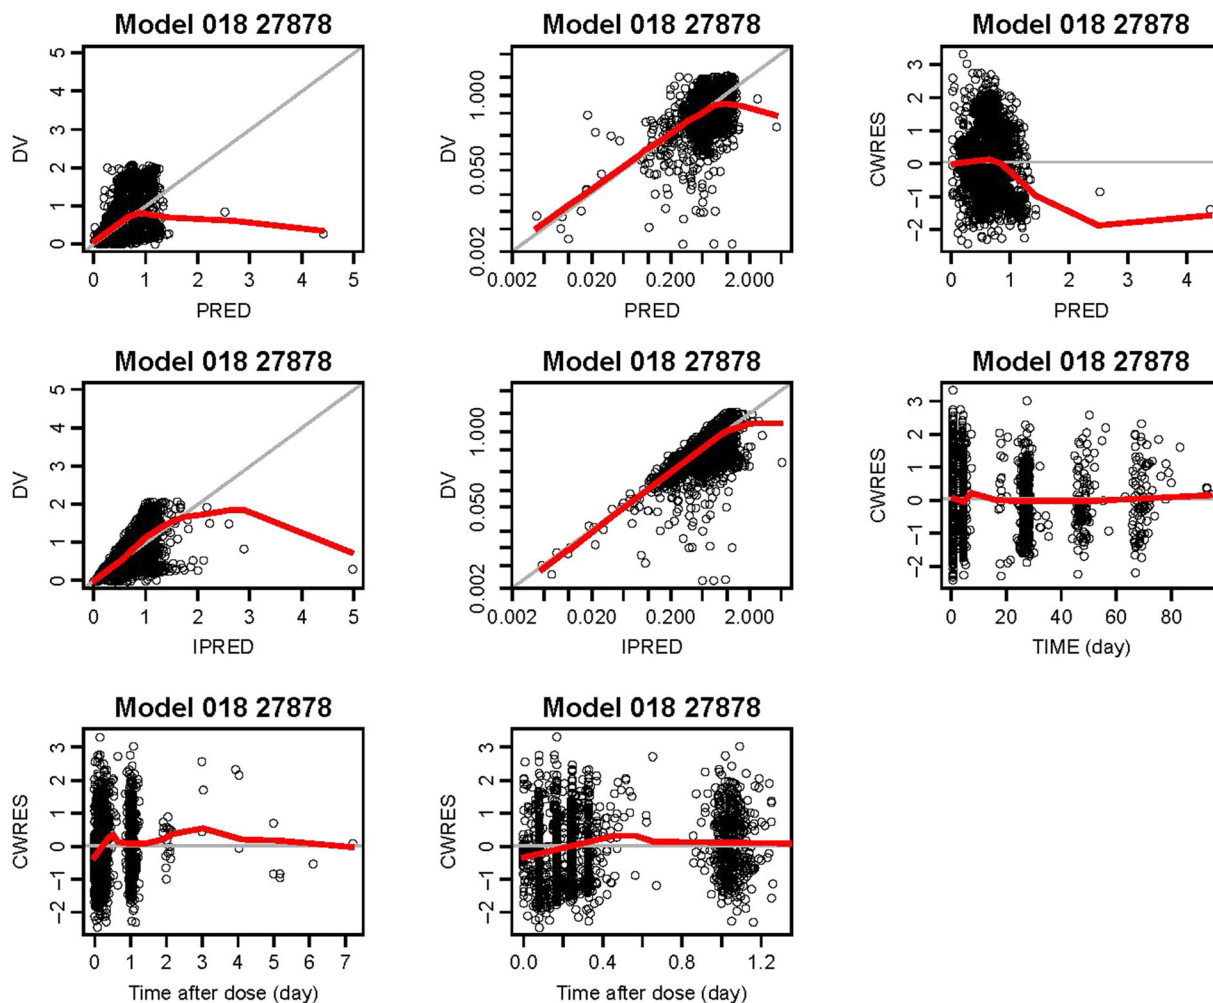 Model 018 27878
DV
5
4
3
2
1
0
0 1 2 3 4 5
PRED
Model 018 27878
DV
1.000
0.050
0.002
0.002 0.020 0.200 2.000
PRED
Model 018 27878
CWRES
3
2
1
0
−1
−2
0 1 2 3 4
PRED
Model 018 27878
DV
5
4
3
2
1
0
0 1 2 3 4 5
IPRED
Model 018 27878
DV
1.000
0.050
0.002
0.002 0.020 0.200 2.000
IPRED
Model 018 27878
CWRES
3
2
1
0
−1
−2
0 20 40 60 80
TIME (day)
Model 018 27878
CWRES
3
2
1
0
−1
−2
0 1 2 3 4 5 6 7
Time after dose (day)
Model 018 27878
CWRES
3
2
1
0
−1
−2
0.0 0.4 0.8 1.2
Time after dose (day)